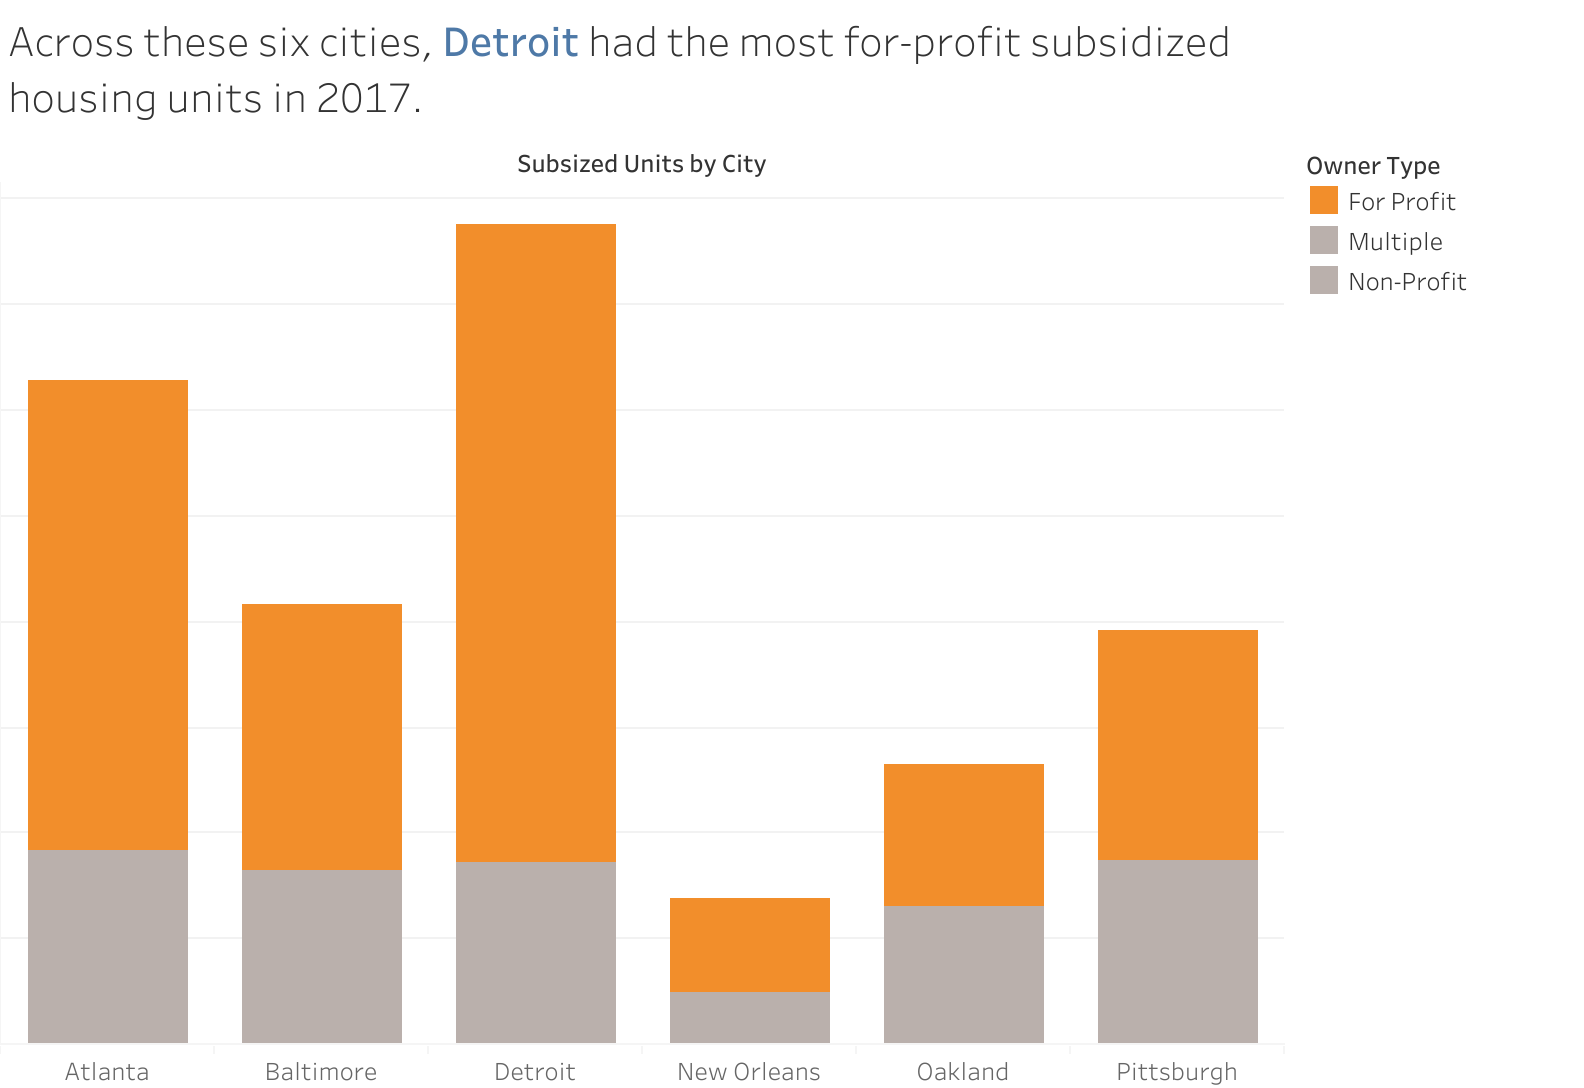 Across these six cities, Detroit had the most for-profit subsidized
housing units in 2017.
Subsized Units by City
Owner Type
For Profit
Multiple
Non-Profit
Atlanta
Baltimore
Detroit
New Orleans
Oakland
Pittsburgh